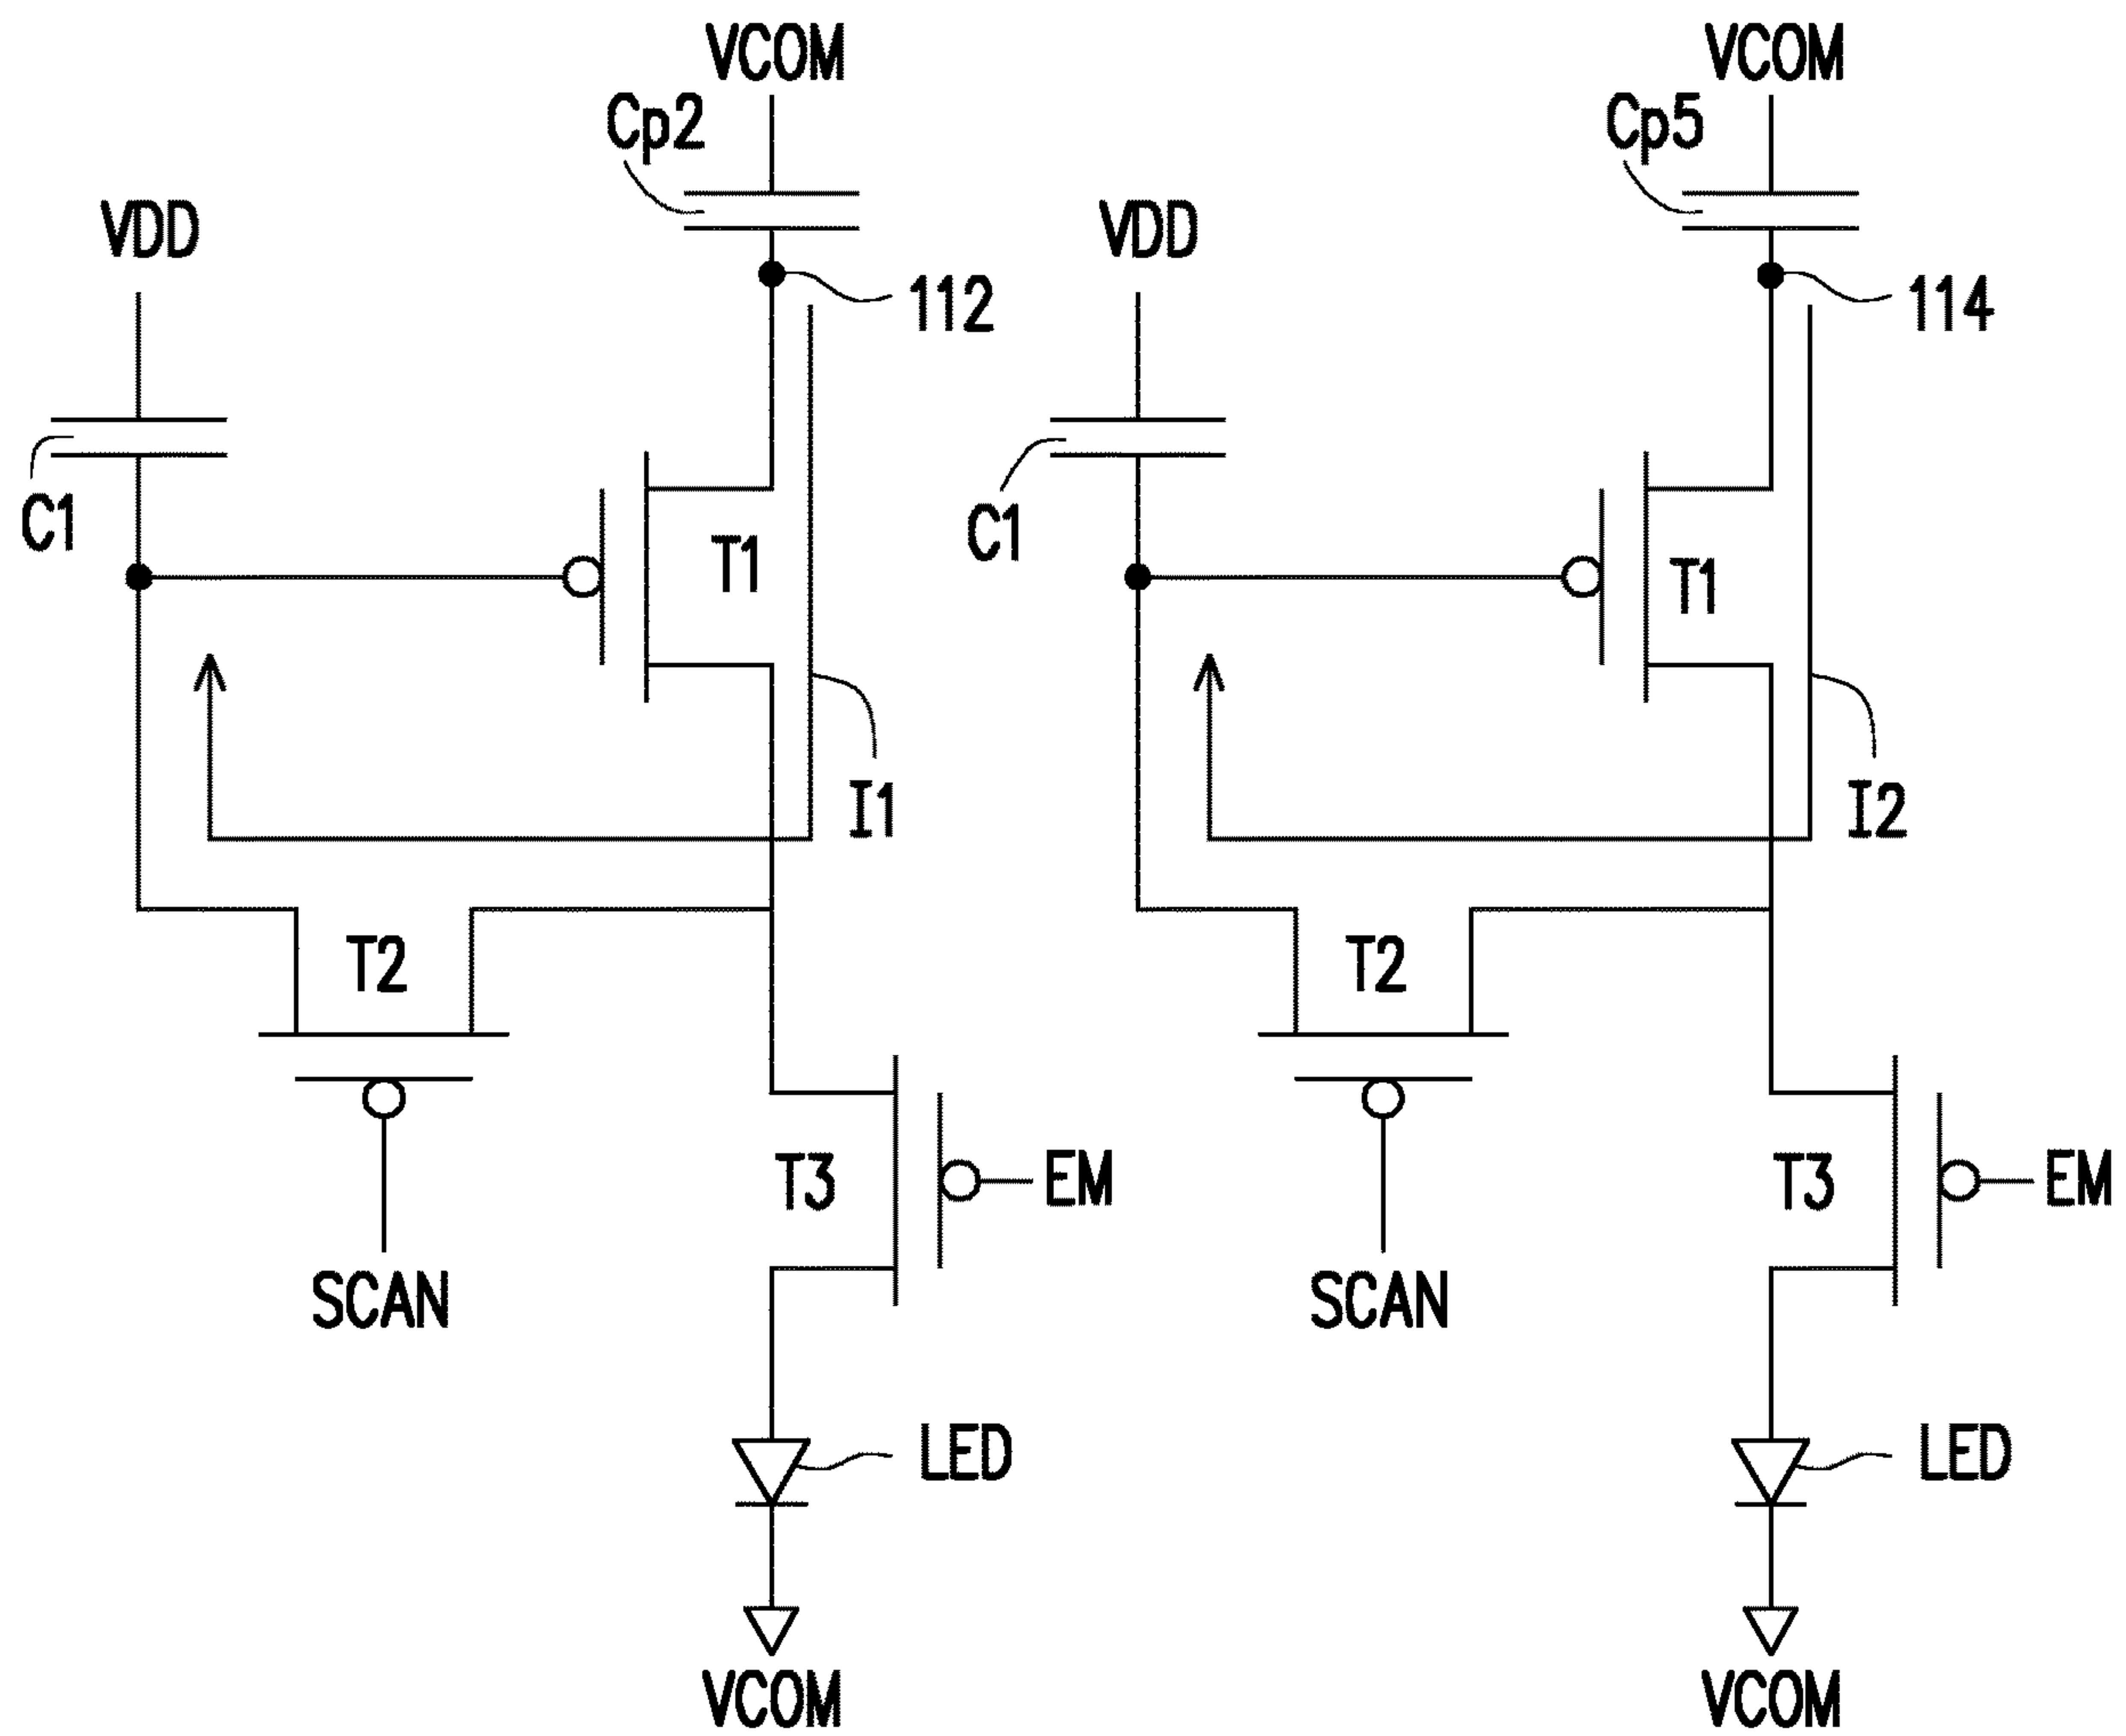 VCOM
Cp2
VDD
112
C1
T1
I1
T2
T3
EM
SCAN
LED
VCOM
VCOM
Cp5
VDD
114
C1
T1
I2
T2
T3
EM
SCAN
LED
VCOM